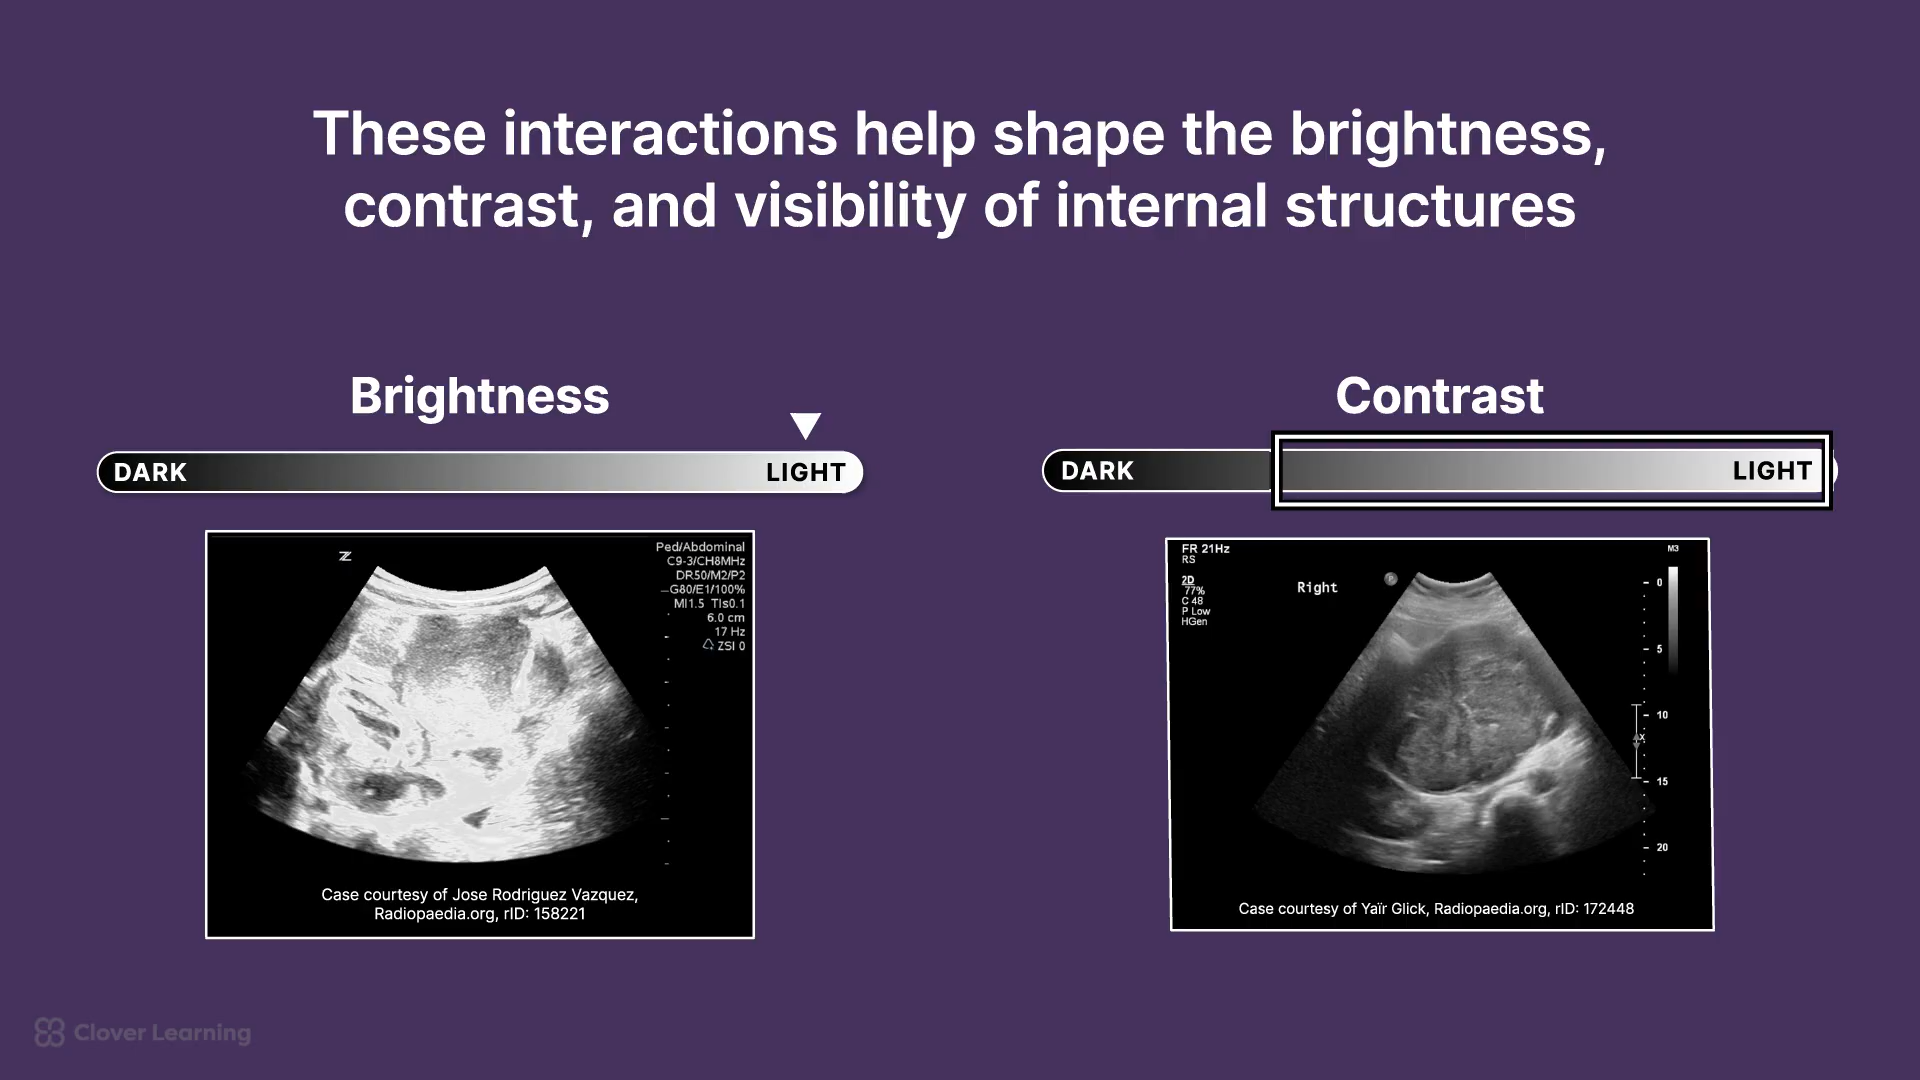 These interactions help shape the brightness,
contrast, and visibility of internal structures
Brightness
DARK
LIGHT
Z
Ped/Abdominal
C9-3/CH8MHz
DR50/M2/P2
G80/E1/100%
MI1.5 TIs0.1
6.0 cm
17 Hz
ZSI 0
Case courtesy of Jose Rodriguez Vazquez,
Radiopaedia.org, rID: 158221
Contrast
DARK
LIGHT
FR 21Hz
RS
2D
77%
C 48
P Low
HGen
Right
P
M3
0
5
10
x
15
20
Case courtesy of Yaïr Glick, Radiopaedia.org, rID: 172448
Clover Learning